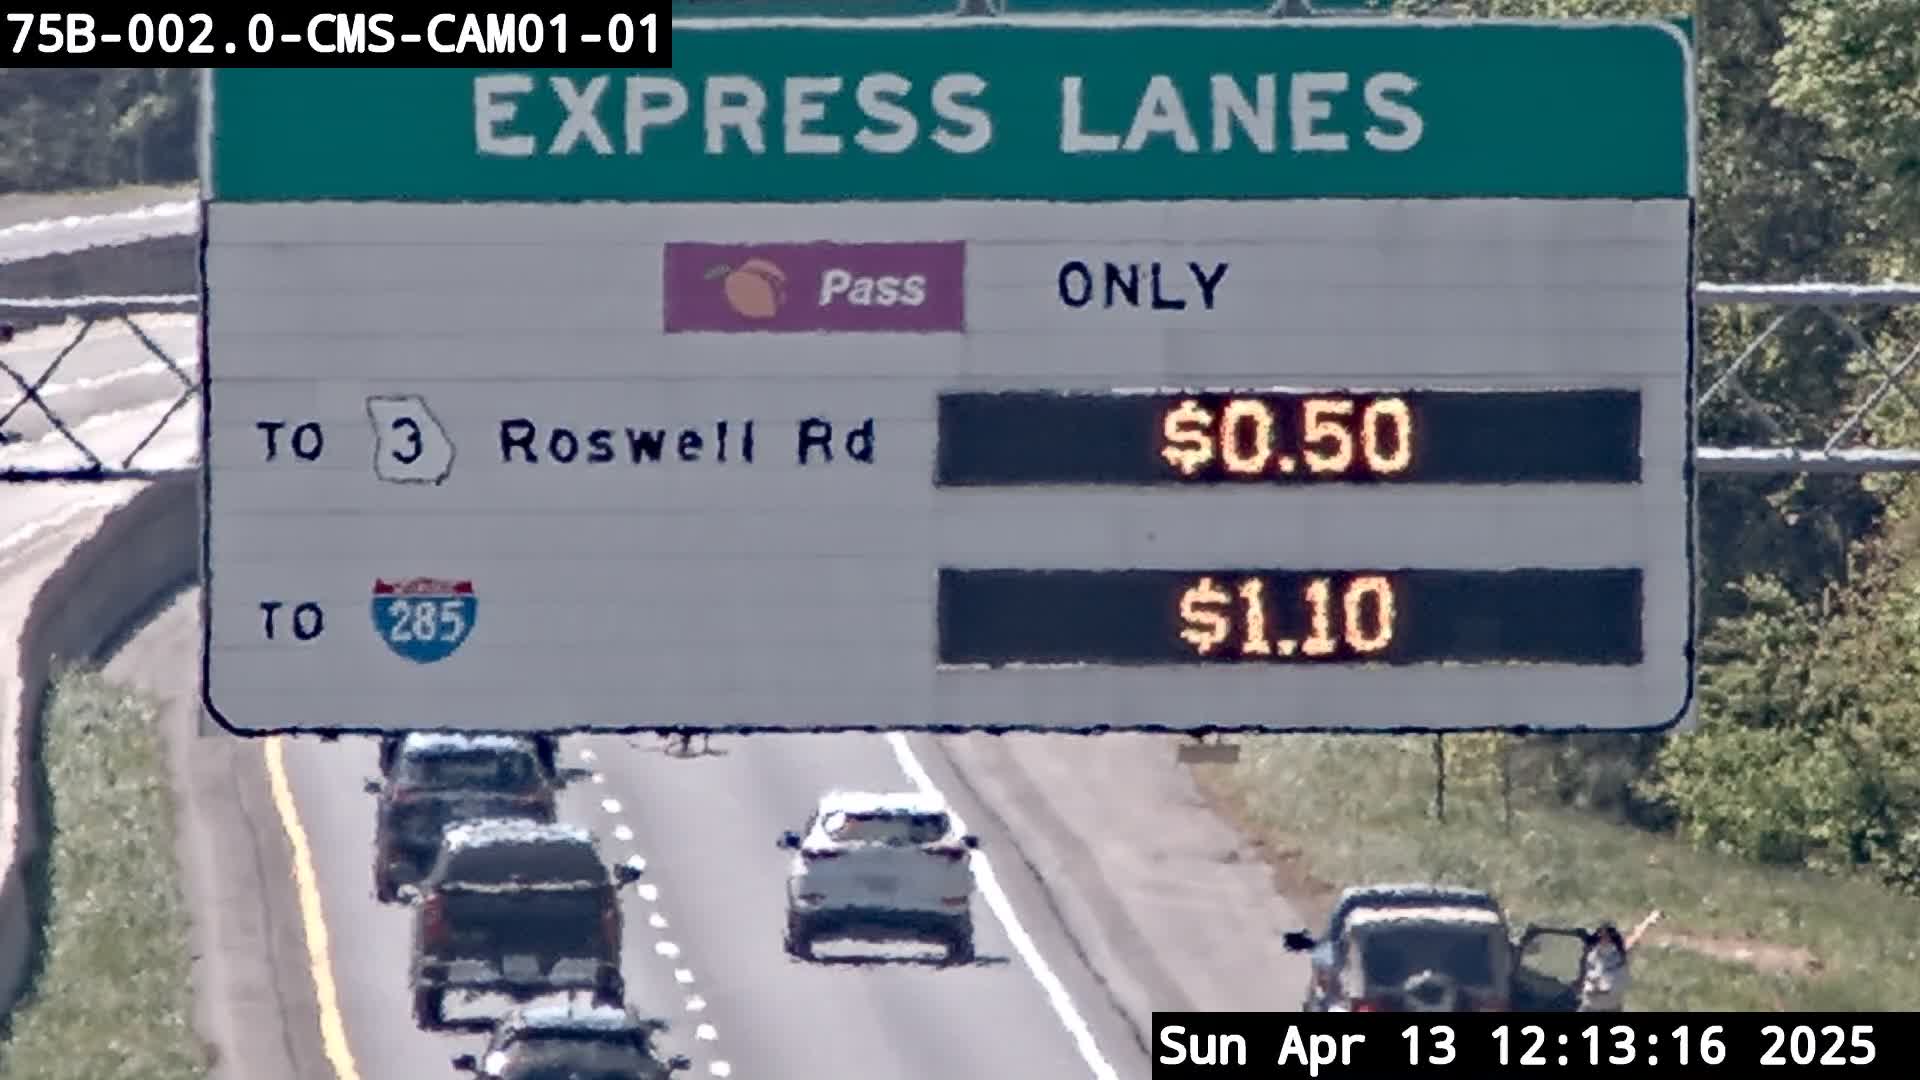 75B-002.0-CMS-CAM01-01
EXPRESS LANES
Pass ONLY
TO 3 Roswell Rd $0.50
TO 285 $1.10
Sun Apr 13 12:13:16 2025